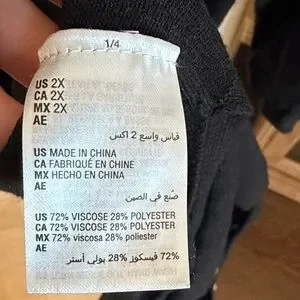 1/4
US 2X
CA 2X
MX 2X
AE
قياس واسع 2 اكس
US MADE IN CHINA
CA FABRIQUÉ EN CHINE
MX HECHO EN CHINA
AE
صُنع في الصين
US 72% VISCOSE 28% POLYESTER
CA 72% VISCOSE 28% POLYESTER
MX 72% viscosa 28% poliester
AE
72% فيسكوز 28% بولي أستر